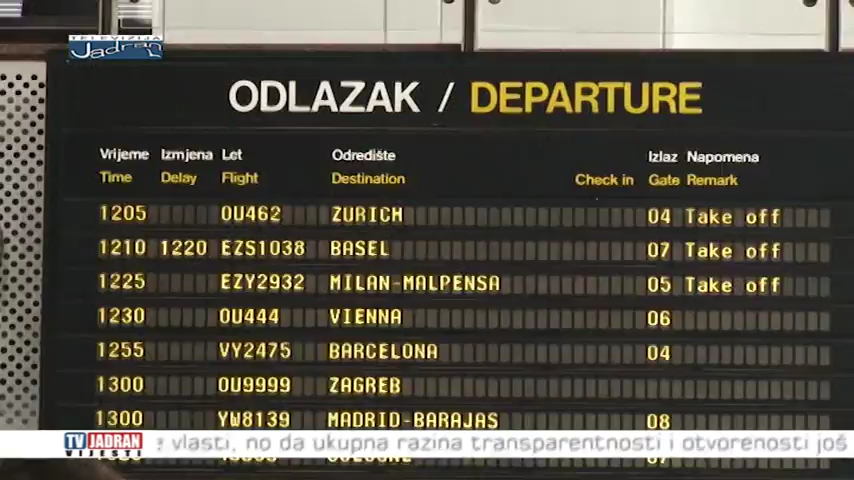 TELEVIZIJA
Jadran
ODLAZAK / DEPARTURE
Vrijeme Izmjena Let Odredište Izlaz Napomena
Time Delay Flight Destination Check in Gate Remark
1205 OU462 ZURICH 04 Take off
1210 1220 EZS1038 BASEL 07 Take off
1225 EZY2932 MILAN-MALPENSA 05 Take off
1230 OU444 VIENNA 06
1255 VY2475 BARCELONA 04
1300 OU9999 ZAGREB
1300 YW8139 MADRID-BARAJAS 08
TV JADRAN
VIJESTI
vlasti, no da ukupna razina transparentnosti i otvorenosti još